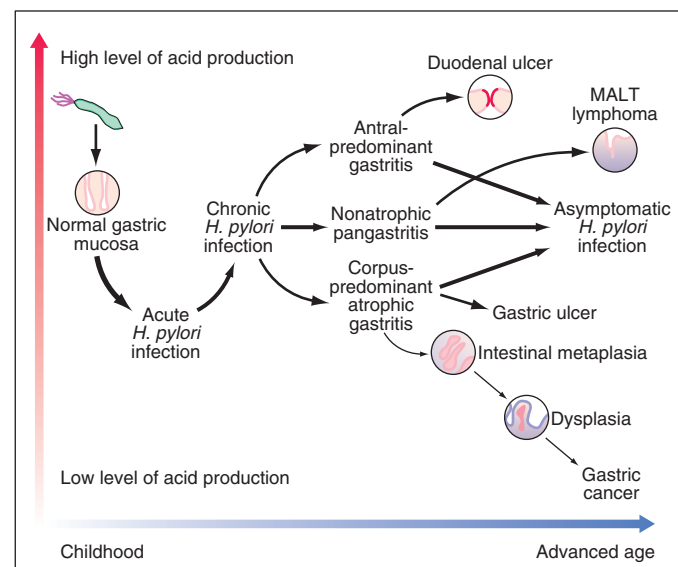 High level of acid production
Duodenal ulcer
MALT
lymphoma
Antral-
predominant
gastritis
Normal gastric
mucosa
Chronic
H. pylori
infection
Nonatrophic
pangastritis
Asymptomatic
H. pylori
infection
Corpus-
predominant
atrophic
gastritis
Acute
H. pylori
infection
Gastric ulcer
Intestinal metaplasia
Dysplasia
Low level of acid production
Gastric
cancer
Childhood
Advanced age